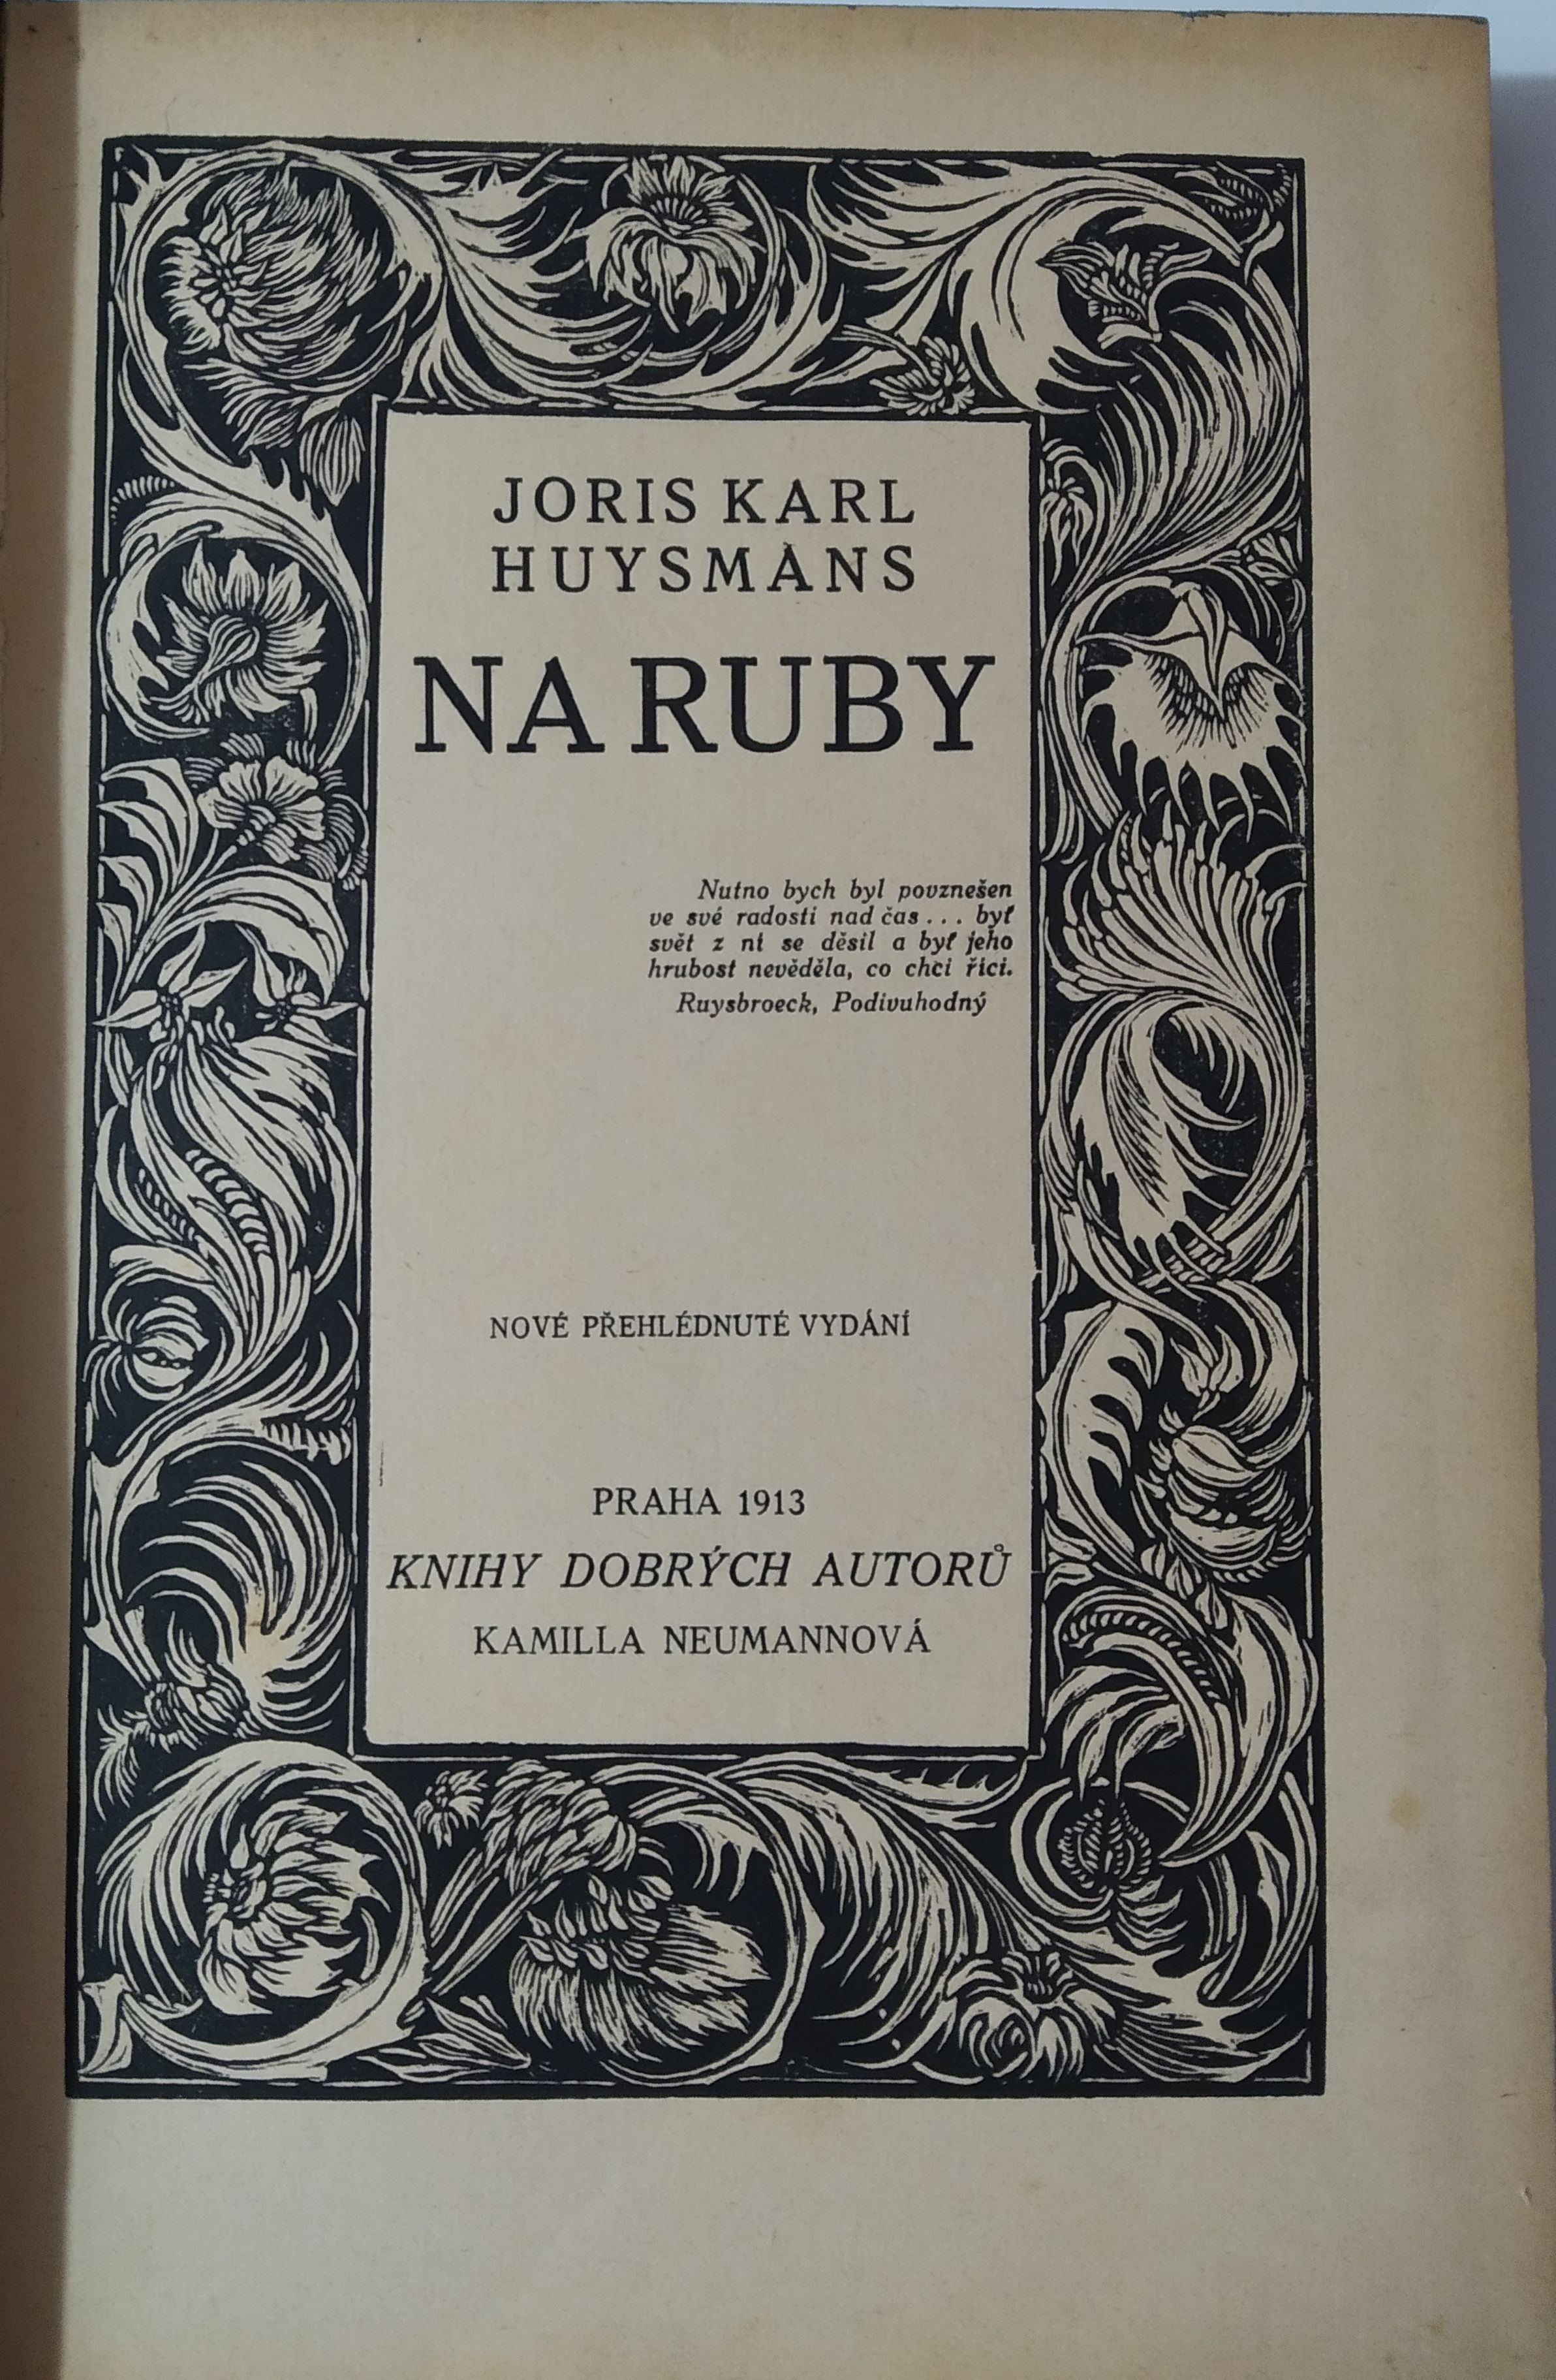 JORIS KARL
HUYSMANS
NA RUBY
Nutno bych byl povznešen
ve své radosti nad čas... byť
svět z ní se děsil a byť jeho
hrubost nevěděla, co chci říci.
Ruysbroeck, Podivuhodný
NOVÉ PŘEHLÉDNUTÉ VYDÁNÍ
PRAHA 1913
KNIHY DOBRÝCH AUTORŮ
KAMILLA NEUMANNOVÁ